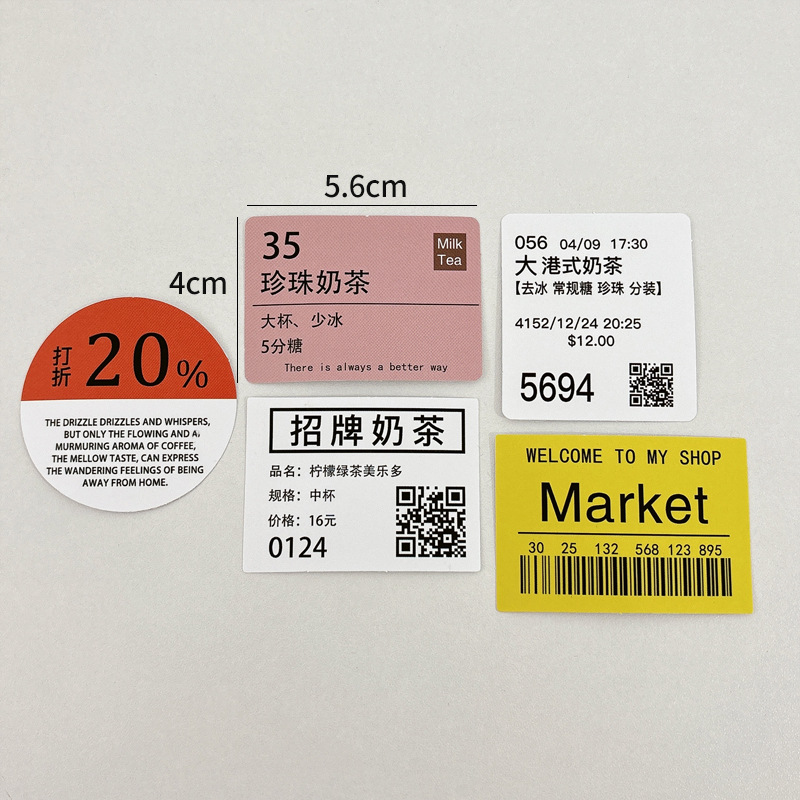 5.6cm
4cm
35
Milk
Tea
珍珠奶茶
大杯、少冰
5分糖
There is always a better way
056 04/09 17:30
大 港式奶茶
【去冰 常规糖 珍珠 分装】
4152/12/24 20:25
$12.00
5694
打折
20%
THE DRIZZLE DRIZZLES AND WHISPERS,
BUT ONLY THE FLOWING AND
MURMURING AROMA OF COFFEE,
THE MELLOW TASTE, CAN EXPRESS
THE WANDERING FEELINGS OF BEING
AWAY FROM HOME.
招牌奶茶
品名：柠檬绿茶美乐多
规格：中杯
价格：16元
0124
WELCOME TO MY SHOP
Market
30 25 132 568 123 895